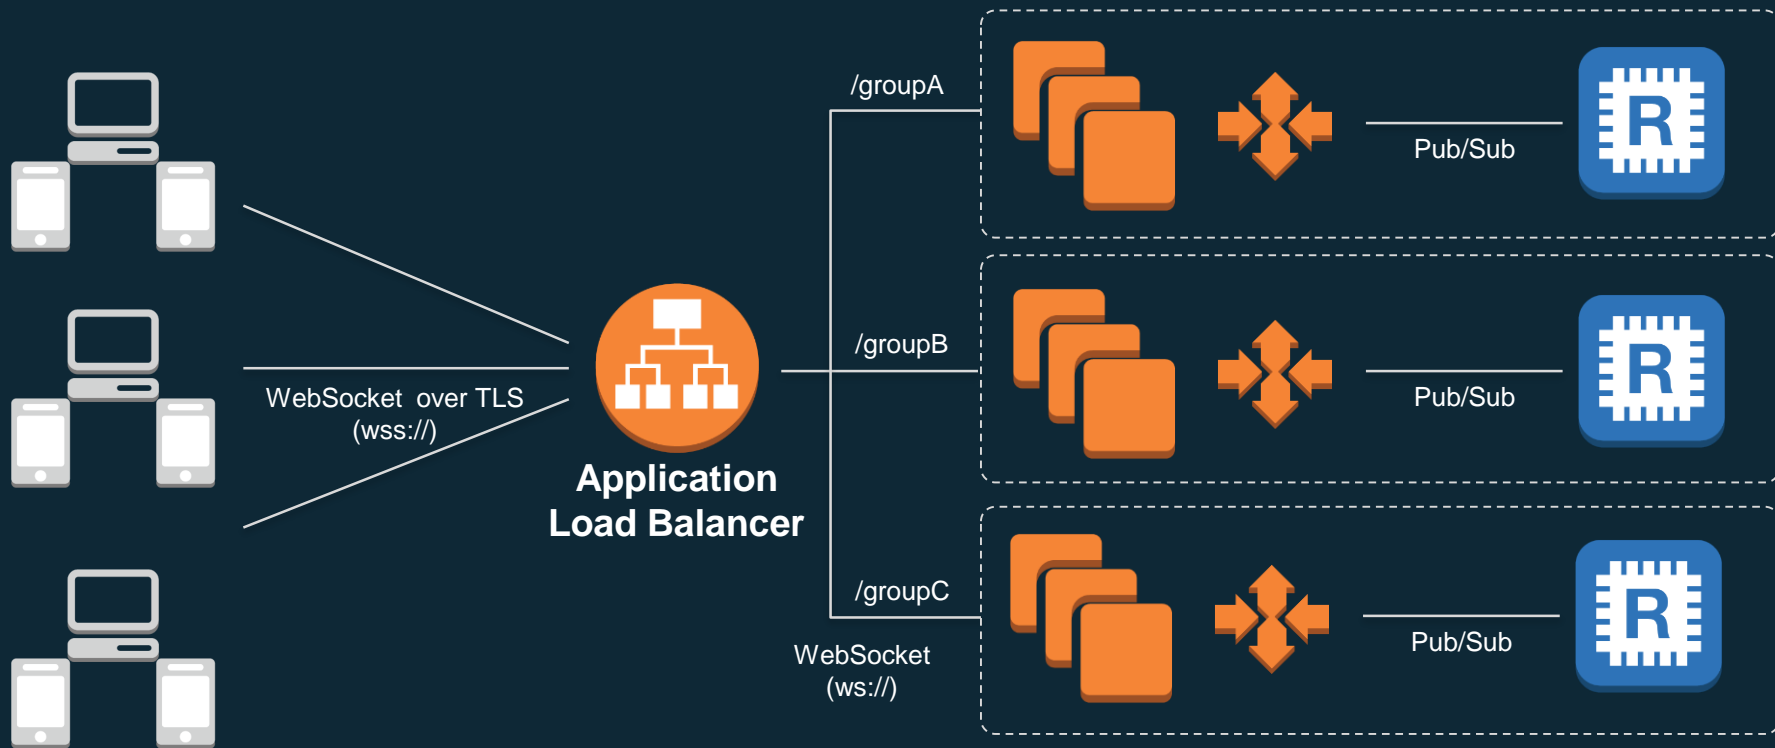 /groupA
R
Pub/Sub
/groupB
R
Pub/Sub
WebSocket over TLS
(wss://)
Application
Load Balancer
/groupC
R
Pub/Sub
WebSocket
(ws://)